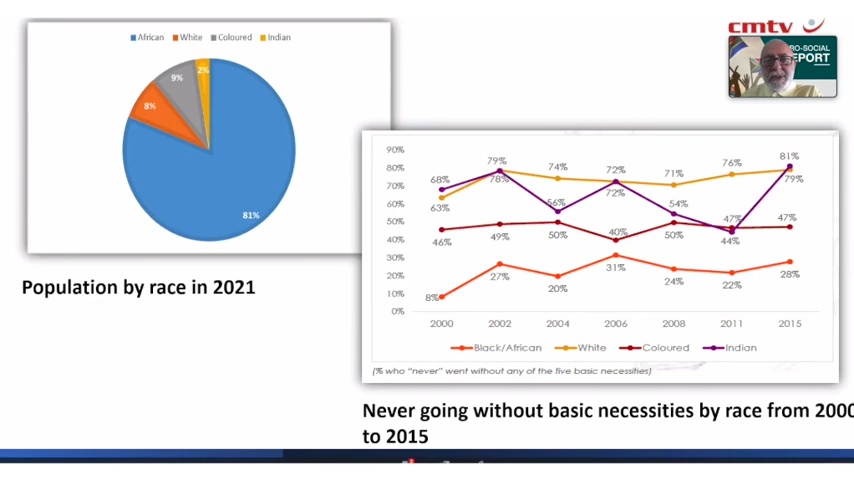 African White Coloured Indian
2%
9%
8%
81%
Population by race in 2021
cmtv
RO-SOCIAL
EPORT
90%
80%
70%
60%
50%
40%
30%
20%
10%
0%
68% 79% 74% 72% 71% 76% 81%
63% 78% 56% 72% 54% 47% 79%
46% 49% 50% 40% 50% 44% 47%
8% 27% 20% 31% 24% 22% 28%
2000 2002 2004 2006 2008 2011 2015
Black/African White Coloured Indian
(% who “never” went without any of the five basic necessities)
Never going without basic necessities by race from 2000
to 2015